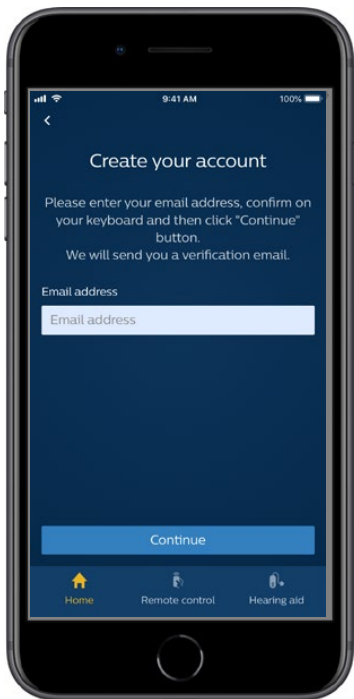 9:41 AM 100%
Create your account
Please enter your email address, confirm on
your keyboard and then click "Continue"
button.
We will send you a verification email.
Email address
Email address
Continue
Home Remote control Hearing aid